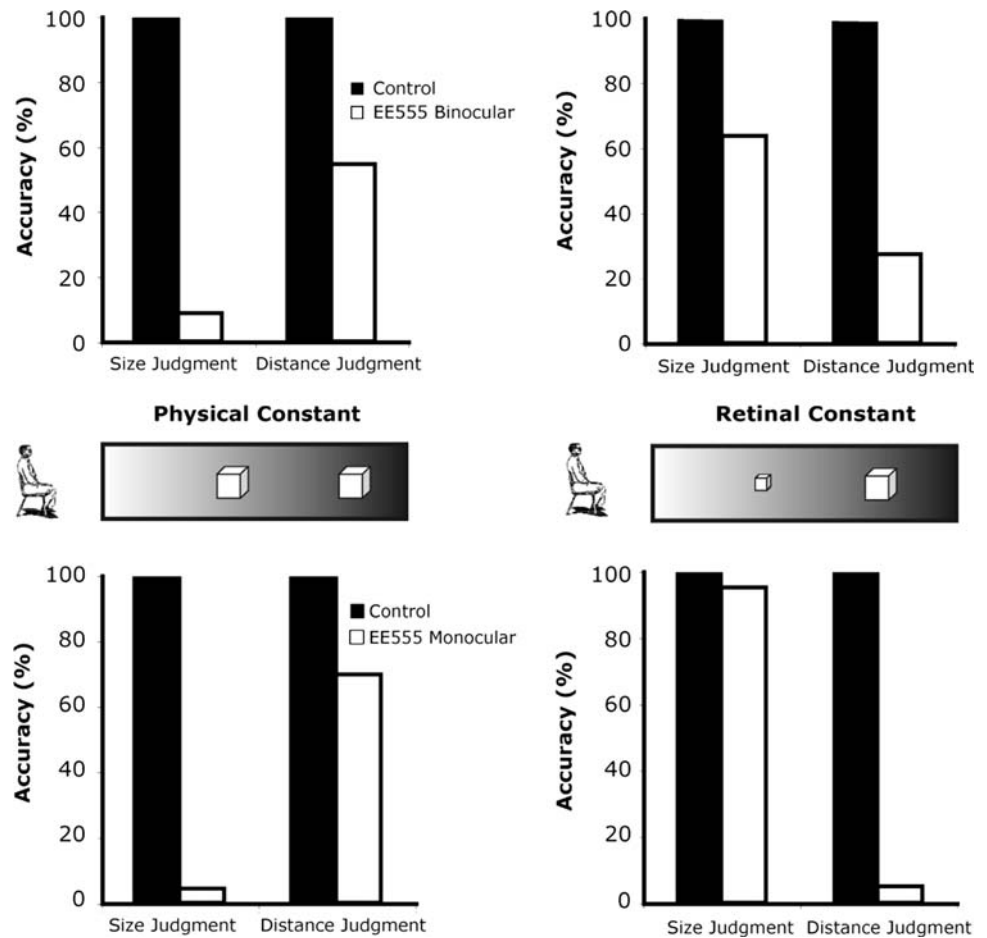 100
80
60
40
20
0
Accuracy (%)
Control
EE555 Binocular
Size Judgment
Distance Judgment
100
80
60
40
20
0
Accuracy (%)
Size Judgment
Distance Judgment
Physical Constant
Retinal Constant
100
80
60
40
20
0
Accuracy (%)
Control
EE555 Monocular
Size Judgment
Distance Judgment
100
80
60
40
20
0
Accuracy (%)
Size Judgment
Distance Judgment